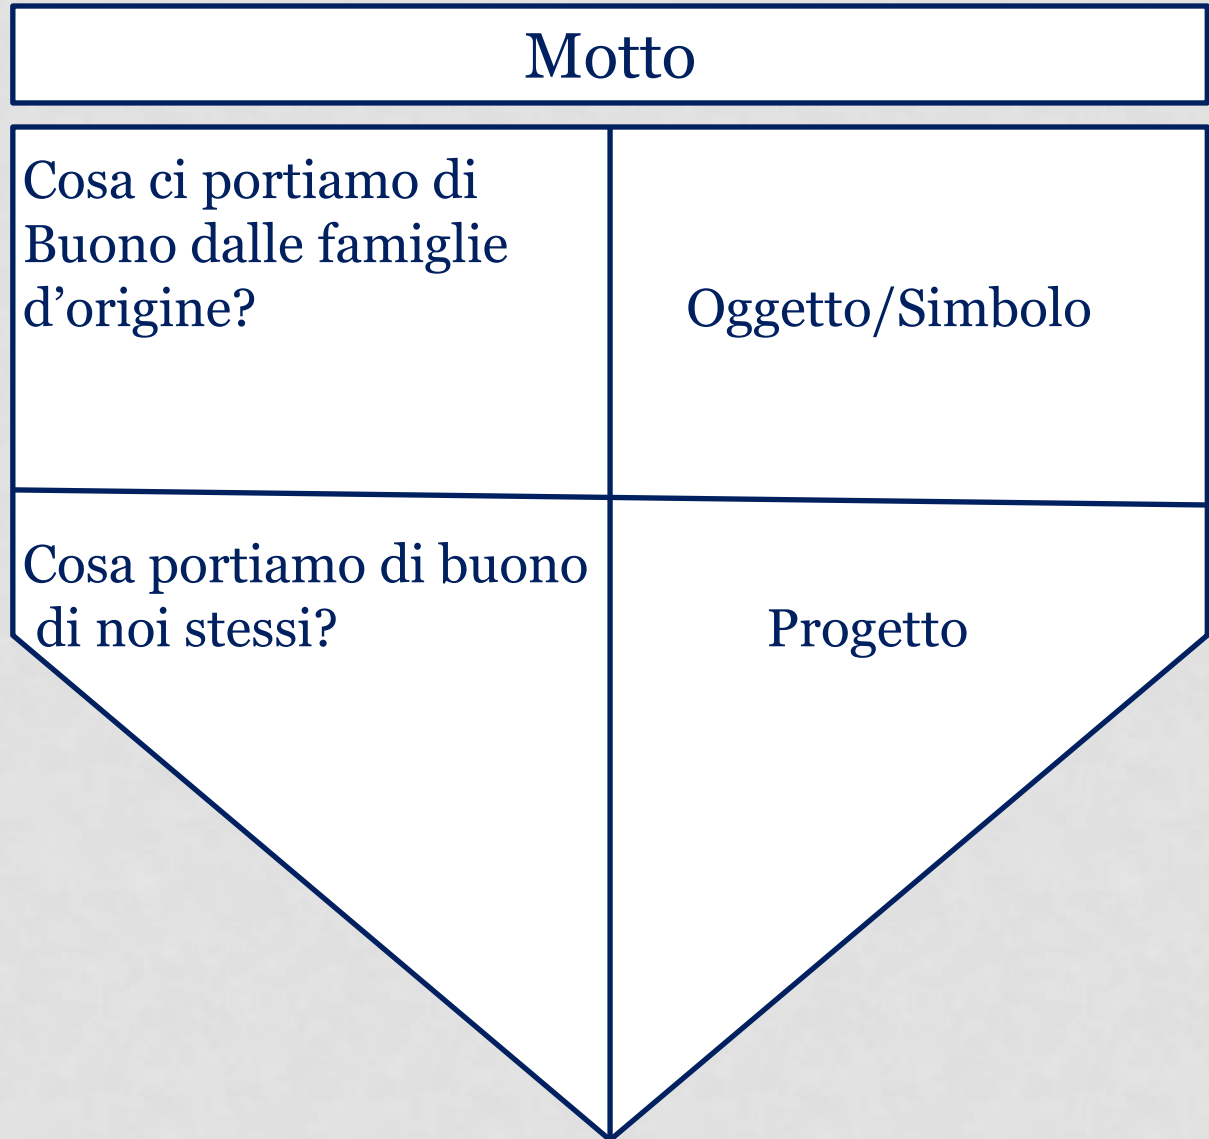 Motto
Cosa ci portiamo di
Buono dalle famiglie
d’origine?
Oggetto/Simbolo
Cosa portiamo di buono
di noi stessi?
Progetto